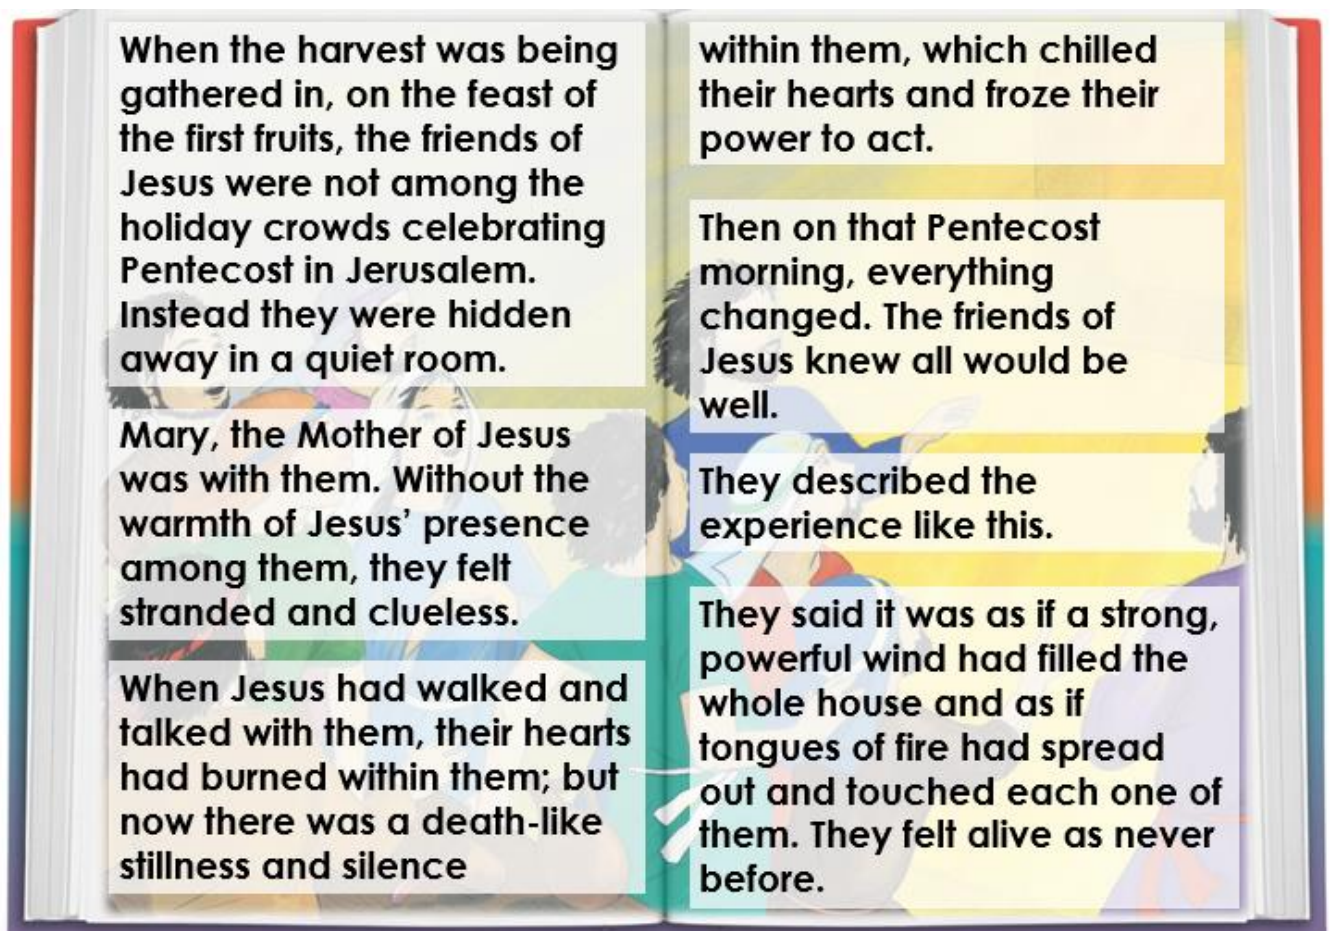 When the harvest was being
gathered in, on the feast of
the first fruits, the friends of
Jesus were not among the
holiday crowds celebrating
Pentecost in Jerusalem.
Instead they were hidden
away in a quiet room.
Mary, the Mother of Jesus
was with them. Without the
warmth of Jesus’ presence
among them, they felt
stranded and clueless.
When Jesus had walked and
talked with them, their hearts
had burned within them; but
now there was a death-like
stillness and silence
within them, which chilled
their hearts and froze their
power to act.
Then on that Pentecost
morning, everything
changed. The friends of
Jesus knew all would be
well.
They described the
experience like this.
They said it was as if a strong,
powerful wind had filled the
whole house and as if
tongues of fire had spread
out and touched each one of
them. They felt alive as never
before.